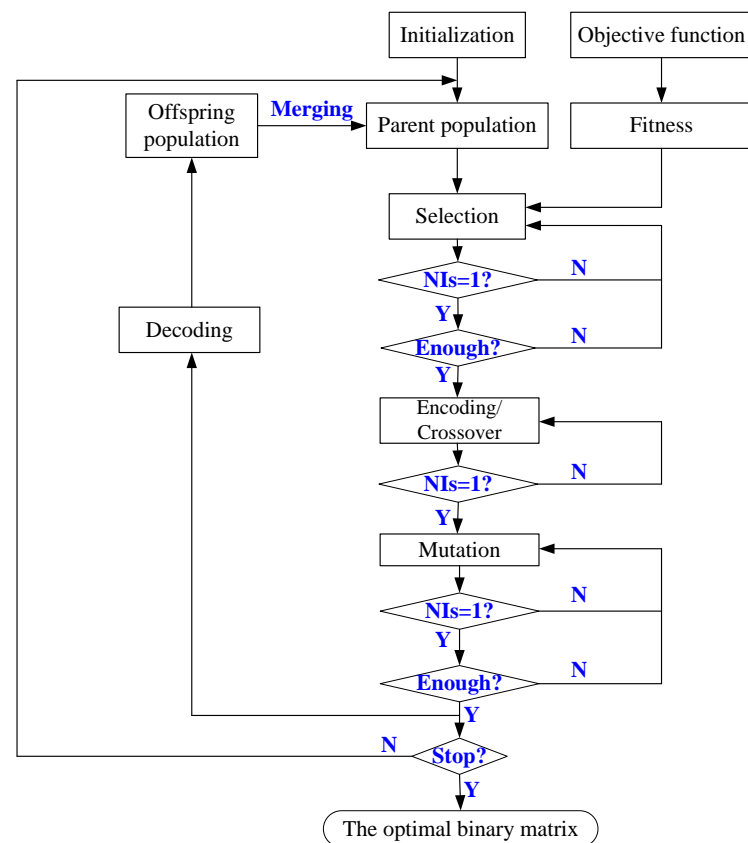 Initialization
Objective function
Offspring
population
Merging
Parent population
Fitness
Selection
NIs=1?
N
Y
Decoding
Enough?
N
Y
Encoding/
Crossover
NIs=1?
N
Y
Mutation
NIs=1?
N
Y
Enough?
N
Y
N
Stop?
Y
The optimal binary matrix